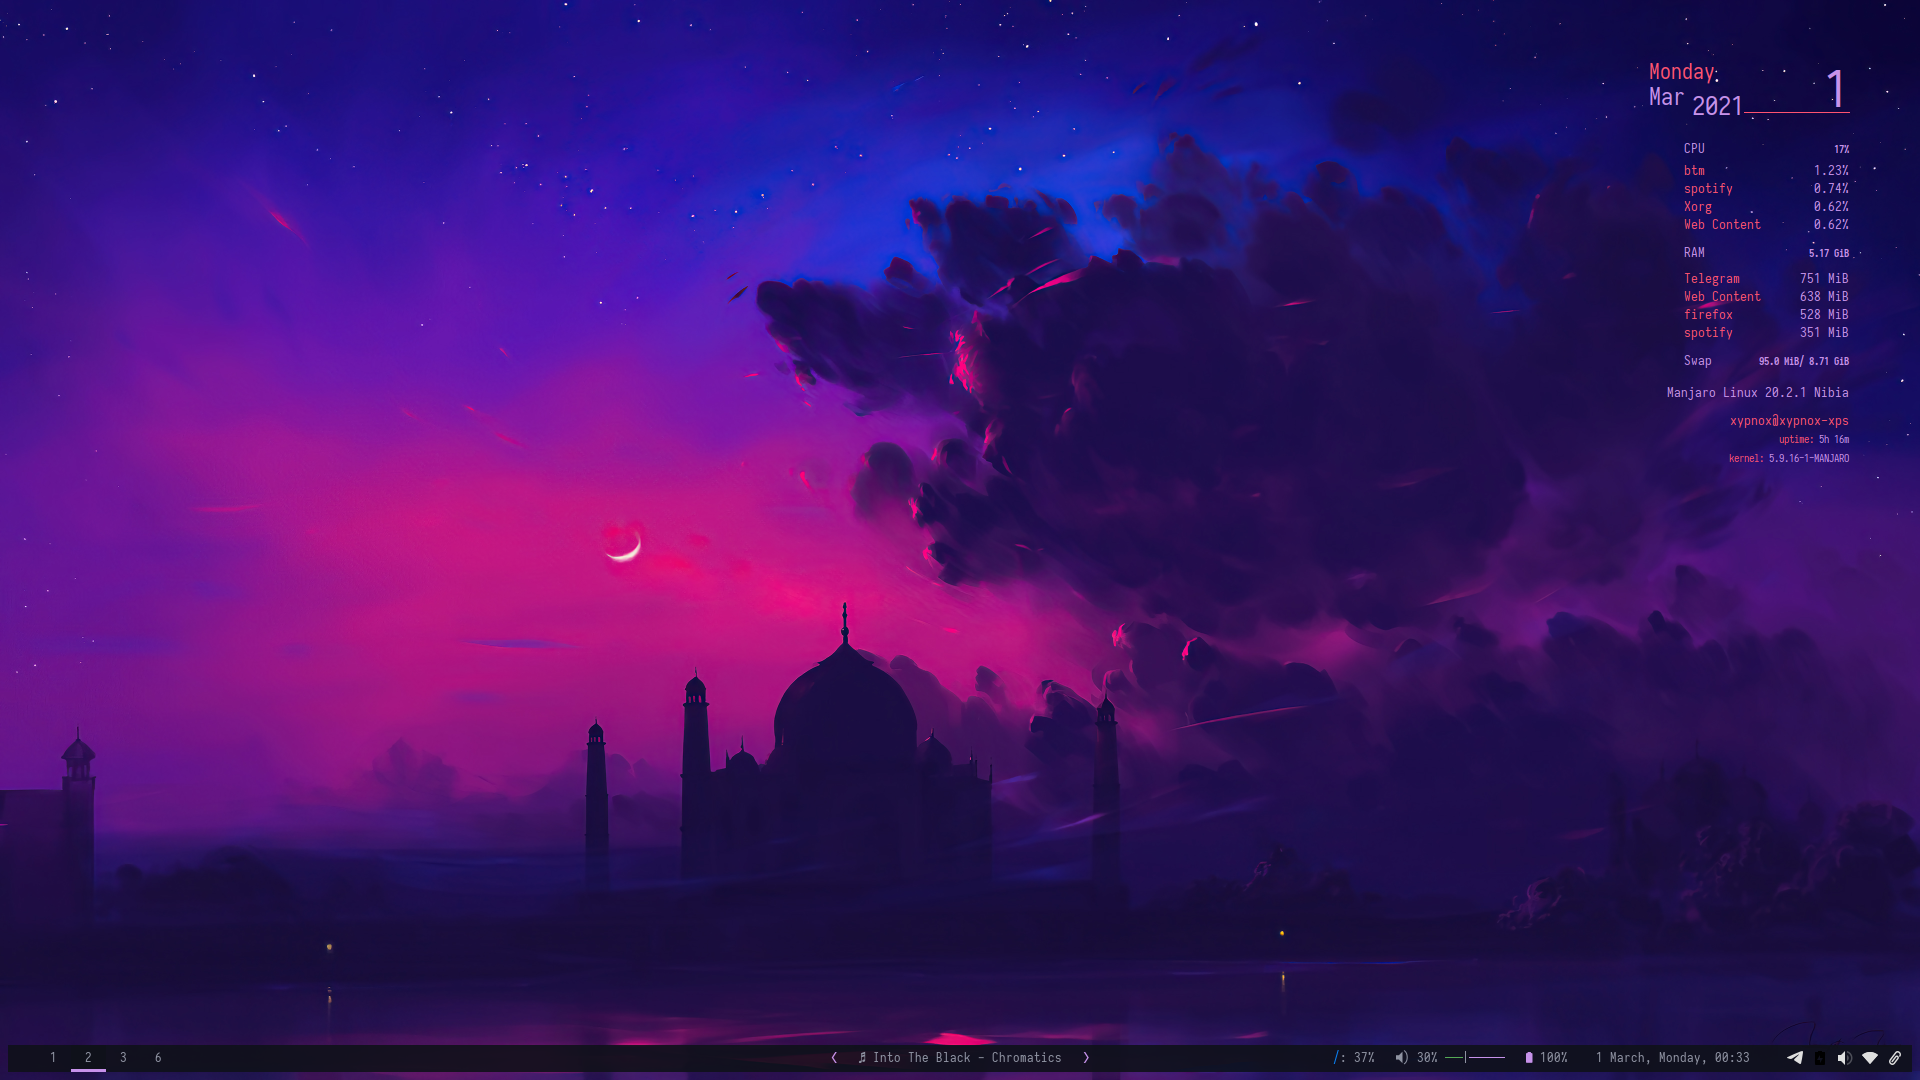 Monday
Mar 2021 1
CPU 17%
btm 1.23%
spotify 0.74%
Xorg 0.62%
Web Content 0.62%
RAM 5.17 GiB
Telegram 751 MiB
Web Content 638 MiB
firefox 528 MiB
spotify 351 MiB
Swap 95.0 MiB/ 8.71 GiB
Manjaro Linux 20.2.1 Nibia
xypnox@xypnox-xps
uptime: 5h 16m
kernel: 5.9.16-1-MANJARO
1 2 3 6 ❬ ♬ Into The Black - Chromatics ❭ /: 37% 30% 100% 1 March, Monday, 00:33